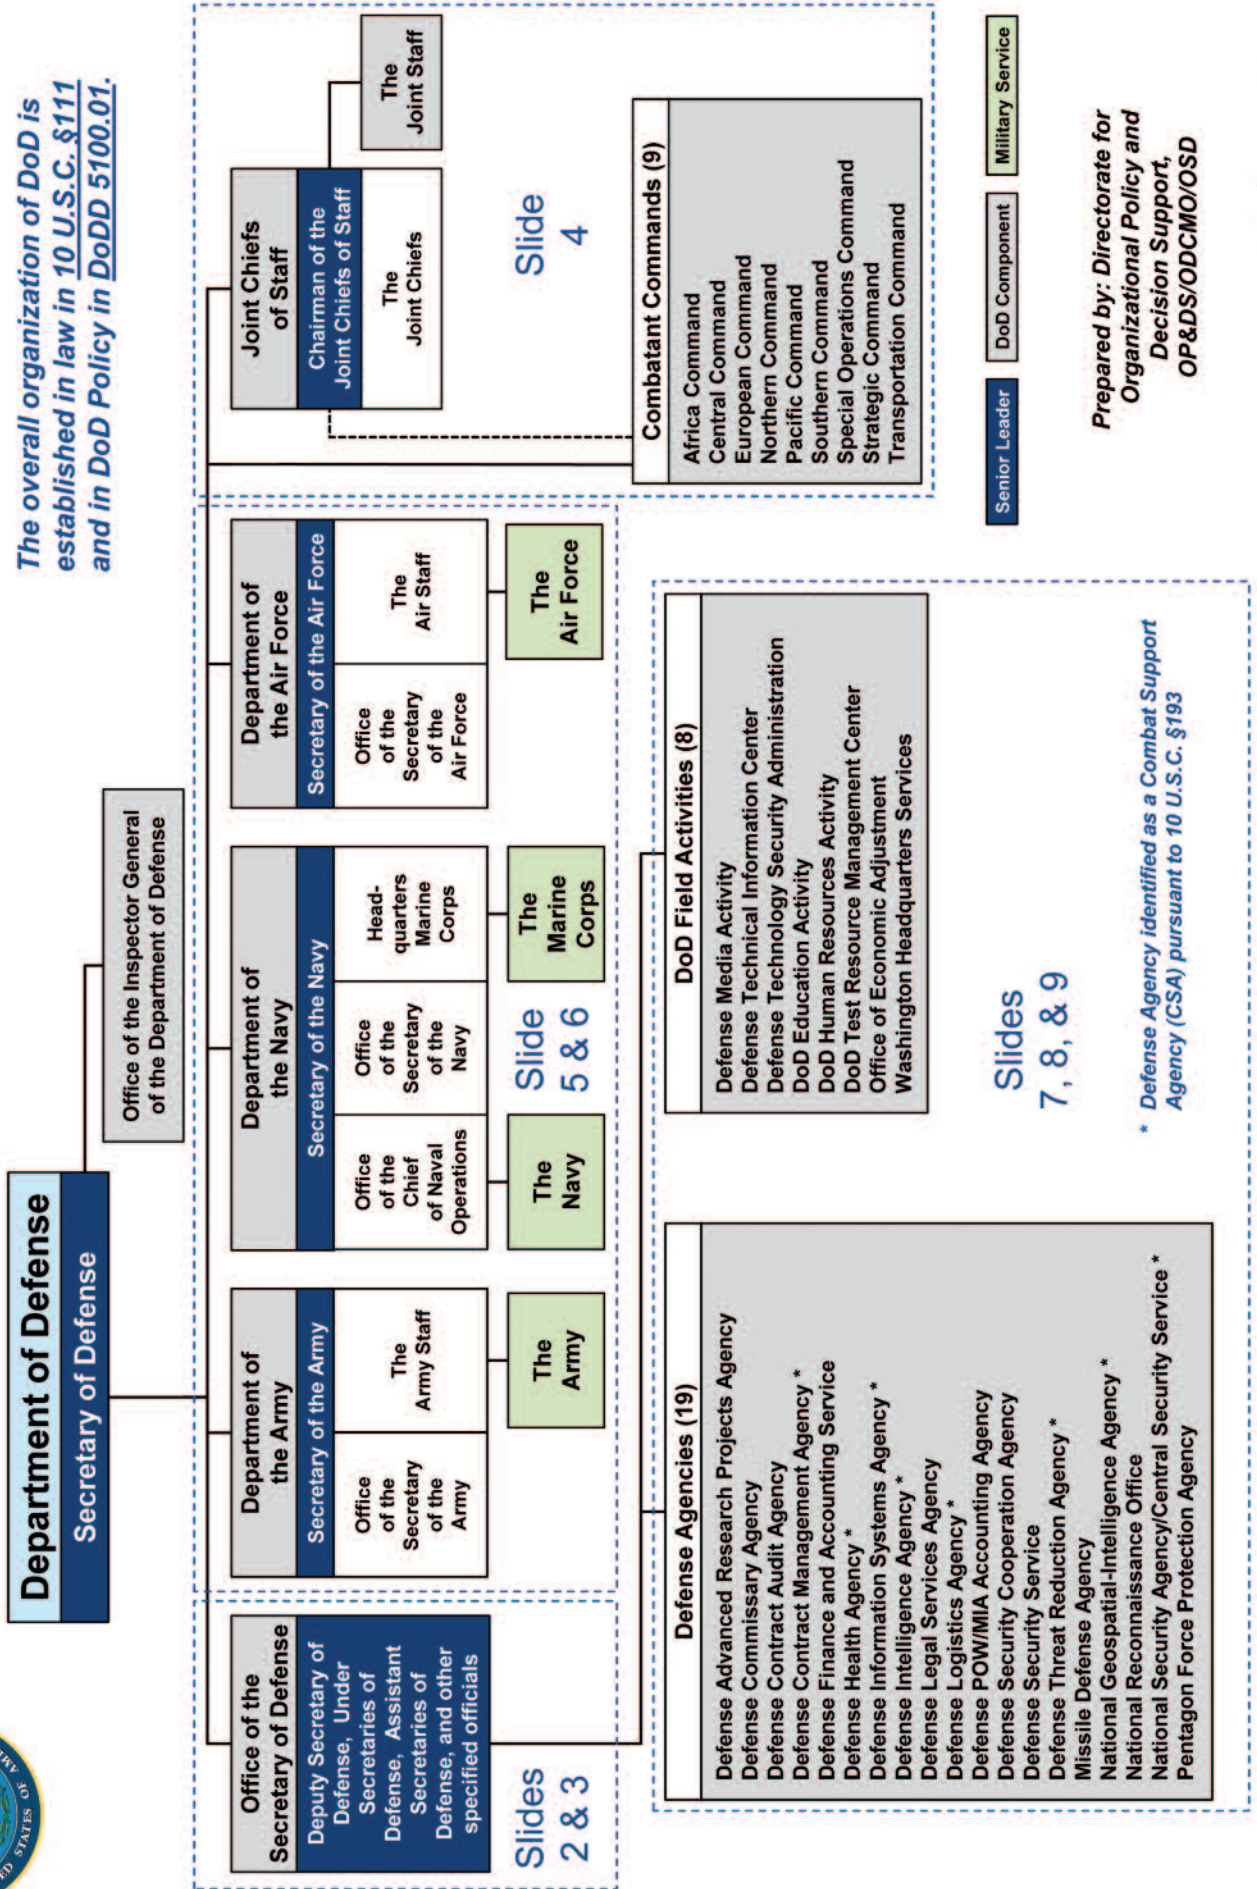 The overall organization of DoD is
established in law in 10 U.S.C. §111
and in DoD Policy in DoDD 5100.01.
Department of Defense
Secretary of Defense
Office of the Inspector General
of the Department of Defense
Office of the
Secretary of Defense
Deputy Secretary of
Defense, Under
Secretaries of
Defense, Assistant
Secretaries of
Defense, and other
specified officials
Slides
2 & 3
Department of
the Army
Secretary of the Army
Office
of the
Secretary
of the
Army
The
Army Staff
The
Army
Department of
the Navy
Secretary of the Navy
Office
of the
Chief
of Naval
Operations
Office
of the
Secretary
of the
Navy
Head-
quarters
Marine
Corps
The
Navy
Slide
5 & 6
The
Marine
Corps
Department of
the Air Force
Secretary of the Air Force
Office
of the
Secretary
of the
Air Force
The
Air Staff
The
Air Force
Joint Chiefs
of Staff
Chairman of the
Joint Chiefs of Staff
The
Joint Chiefs
The
Joint Staff
Slide
4
Combatant Commands (9)
Africa Command
Central Command
European Command
Northern Command
Pacific Command
Southern Command
Special Operations Command
Strategic Command
Transportation Command
Defense Agencies (19)
Defense Advanced Research Projects Agency
Defense Commissary Agency
Defense Contract Audit Agency
Defense Contract Management Agency *
Defense Finance and Accounting Service
Defense Health Agency *
Defense Information Systems Agency *
Defense Intelligence Agency *
Defense Legal Services Agency
Defense Logistics Agency *
Defense POW/MIA Accounting Agency
Defense Security Cooperation Agency
Defense Security Service
Defense Threat Reduction Agency *
Missile Defense Agency
National Geospatial-Intelligence Agency *
National Reconnaissance Office
National Security Agency/Central Security Service *
Pentagon Force Protection Agency
DoD Field Activities (8)
Defense Media Activity
Defense Technical Information Center
Defense Technology Security Administration
DoD Education Activity
DoD Human Resources Activity
DoD Test Resource Management Center
Office of Economic Adjustment
Washington Headquarters Services
Slides
7, 8, & 9
* Defense Agency identified as a Combat Support
Agency (CSA) pursuant to 10 U.S.C. §193
Senior Leader
DoD Component
Military Service
Prepared by: Directorate for
Organizational Policy and
Decision Support,
OP&DS/ODCMO/OSD
STATES OF